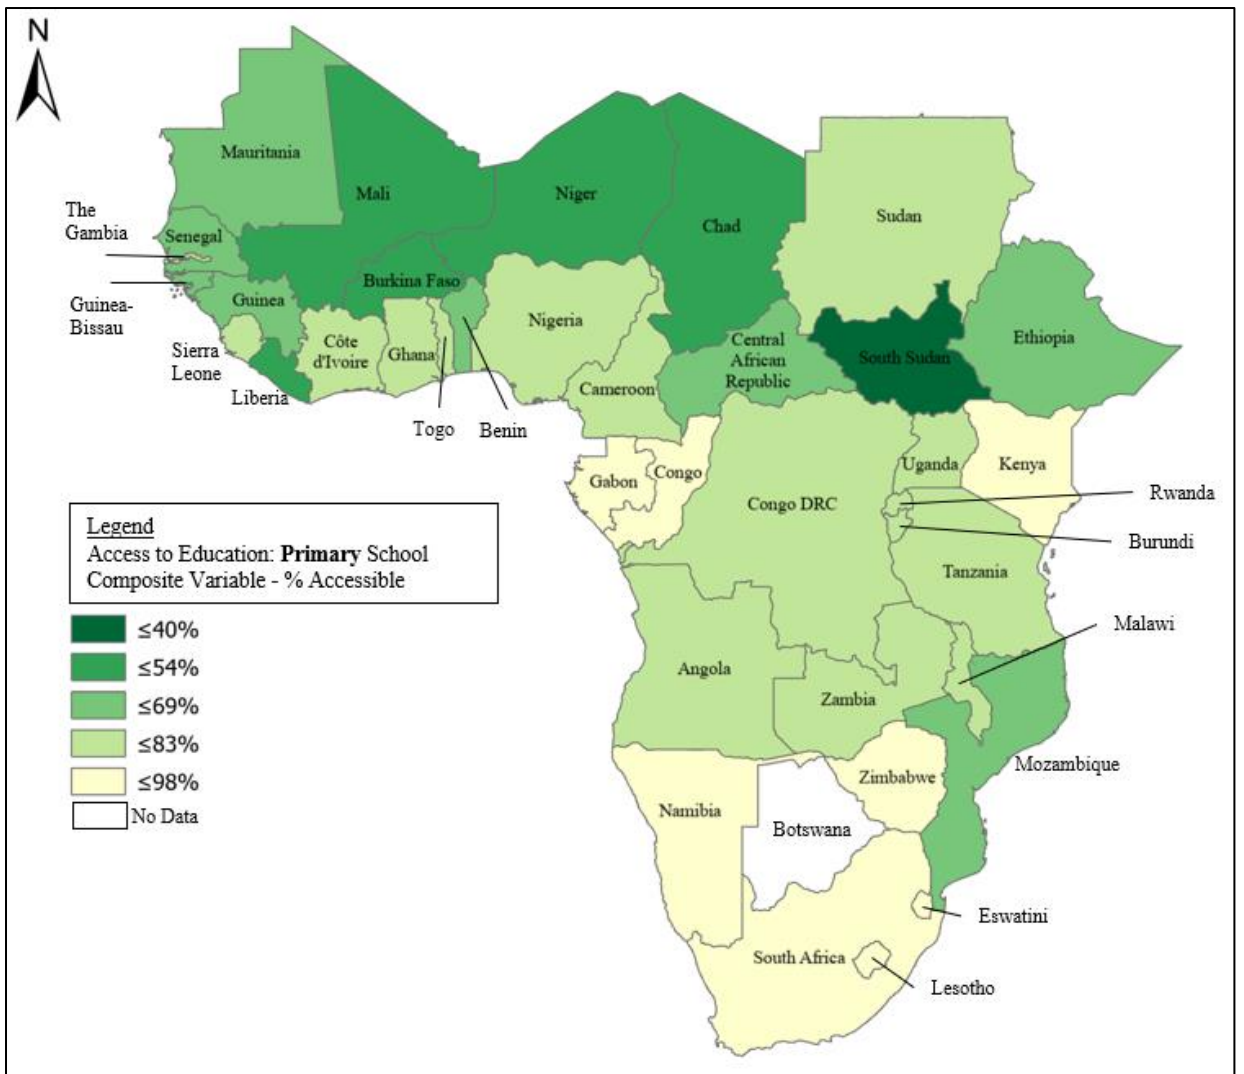 N
Mauritania
Mali
Niger
Chad
Sudan
The
Gambia
Senegal
Guinea-
Bissau
Guinea
Burkina Faso
Nigeria
Sierra
Leone
Côte
d'Ivoire
Ghana
Liberia
Togo
Benin
Cameroon
Central
African
Republic
South Sudan
Ethiopia
Gabon
Congo
Congo DRC
Uganda
Kenya
Rwanda
Burundi
Tanzania
Malawi
Angola
Zambia
Mozambique
Zimbabwe
Namibia
Botswana
Eswatini
South Africa
Lesotho
Legend
Access to Education: Primary School
Composite Variable - % Accessible
≤40%
≤54%
≤69%
≤83%
≤98%
No Data